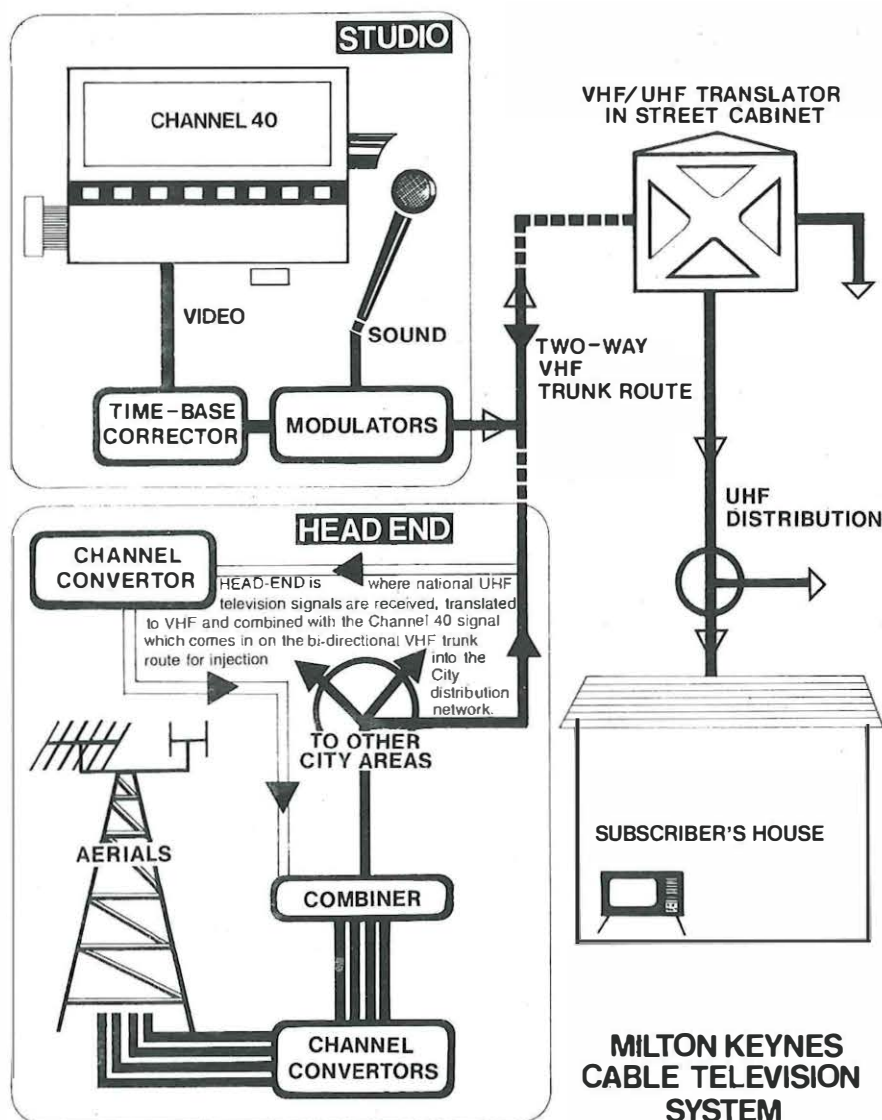 STUDIO
CHANNEL 40
VIDEO
SOUND
TIME-BASE
CORRECTOR
MODULATORS
VHF/UHF TRANSLATOR
IN STREET CABINET
TWO-WAY
VHF
TRUNK ROUTE
UHF
DISTRIBUTION
HEAD END
CHANNEL
CONVERTOR
HEAD-END is where national UHF
television signals are received, translated
to VHF and combined with the Channel 40 signal
which comes in on the bi-directional VHF trunk
route for injection into the
City
distribution
network.
TO OTHER
CITY AREAS
AERIALS
COMBINER
CHANNEL
CONVERTORS
SUBSCRIBER'S HOUSE
MILTON KEYNES
CABLE TELEVISION
SYSTEM